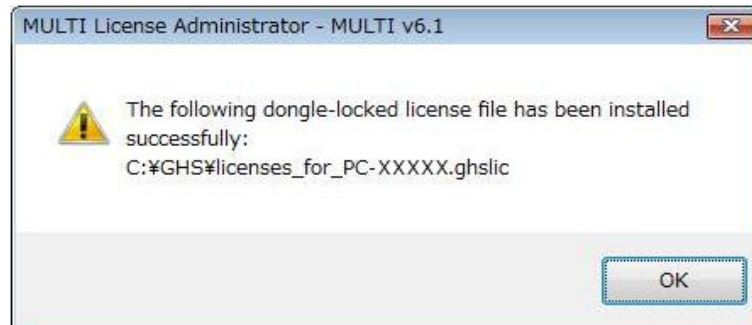 MULTI License Administrator - MULTI v6.1
The following dongle-locked license file has been installed
successfully:
C:¥GHS¥licenses_for_PC-XXXXX.ghslic
OK